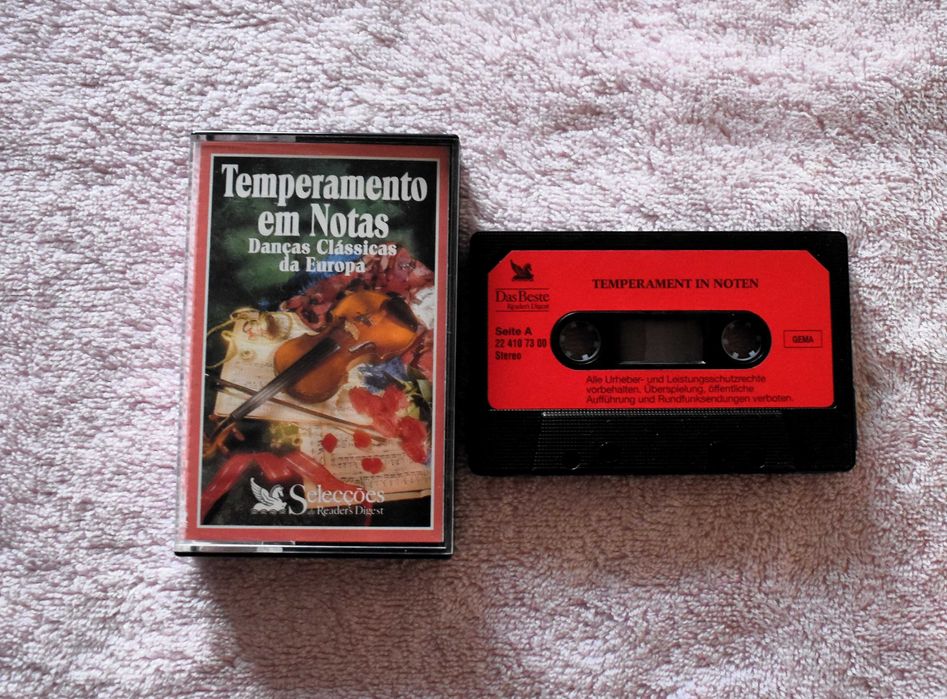 Temperamento
em Notas
Danças Clássicas
da Europa
Selecções
Reader's Digest
TEMPERAMENT IN NOTEN
Das Beste
Reader's Digest
Seite A
22 410 73 00
Stereo
GEMA
Alle Urheber- und Leistungsschutzrechte
vorbehalten. Überspielung, öffentliche
Aufführung und Rundfunksendungen verboten.